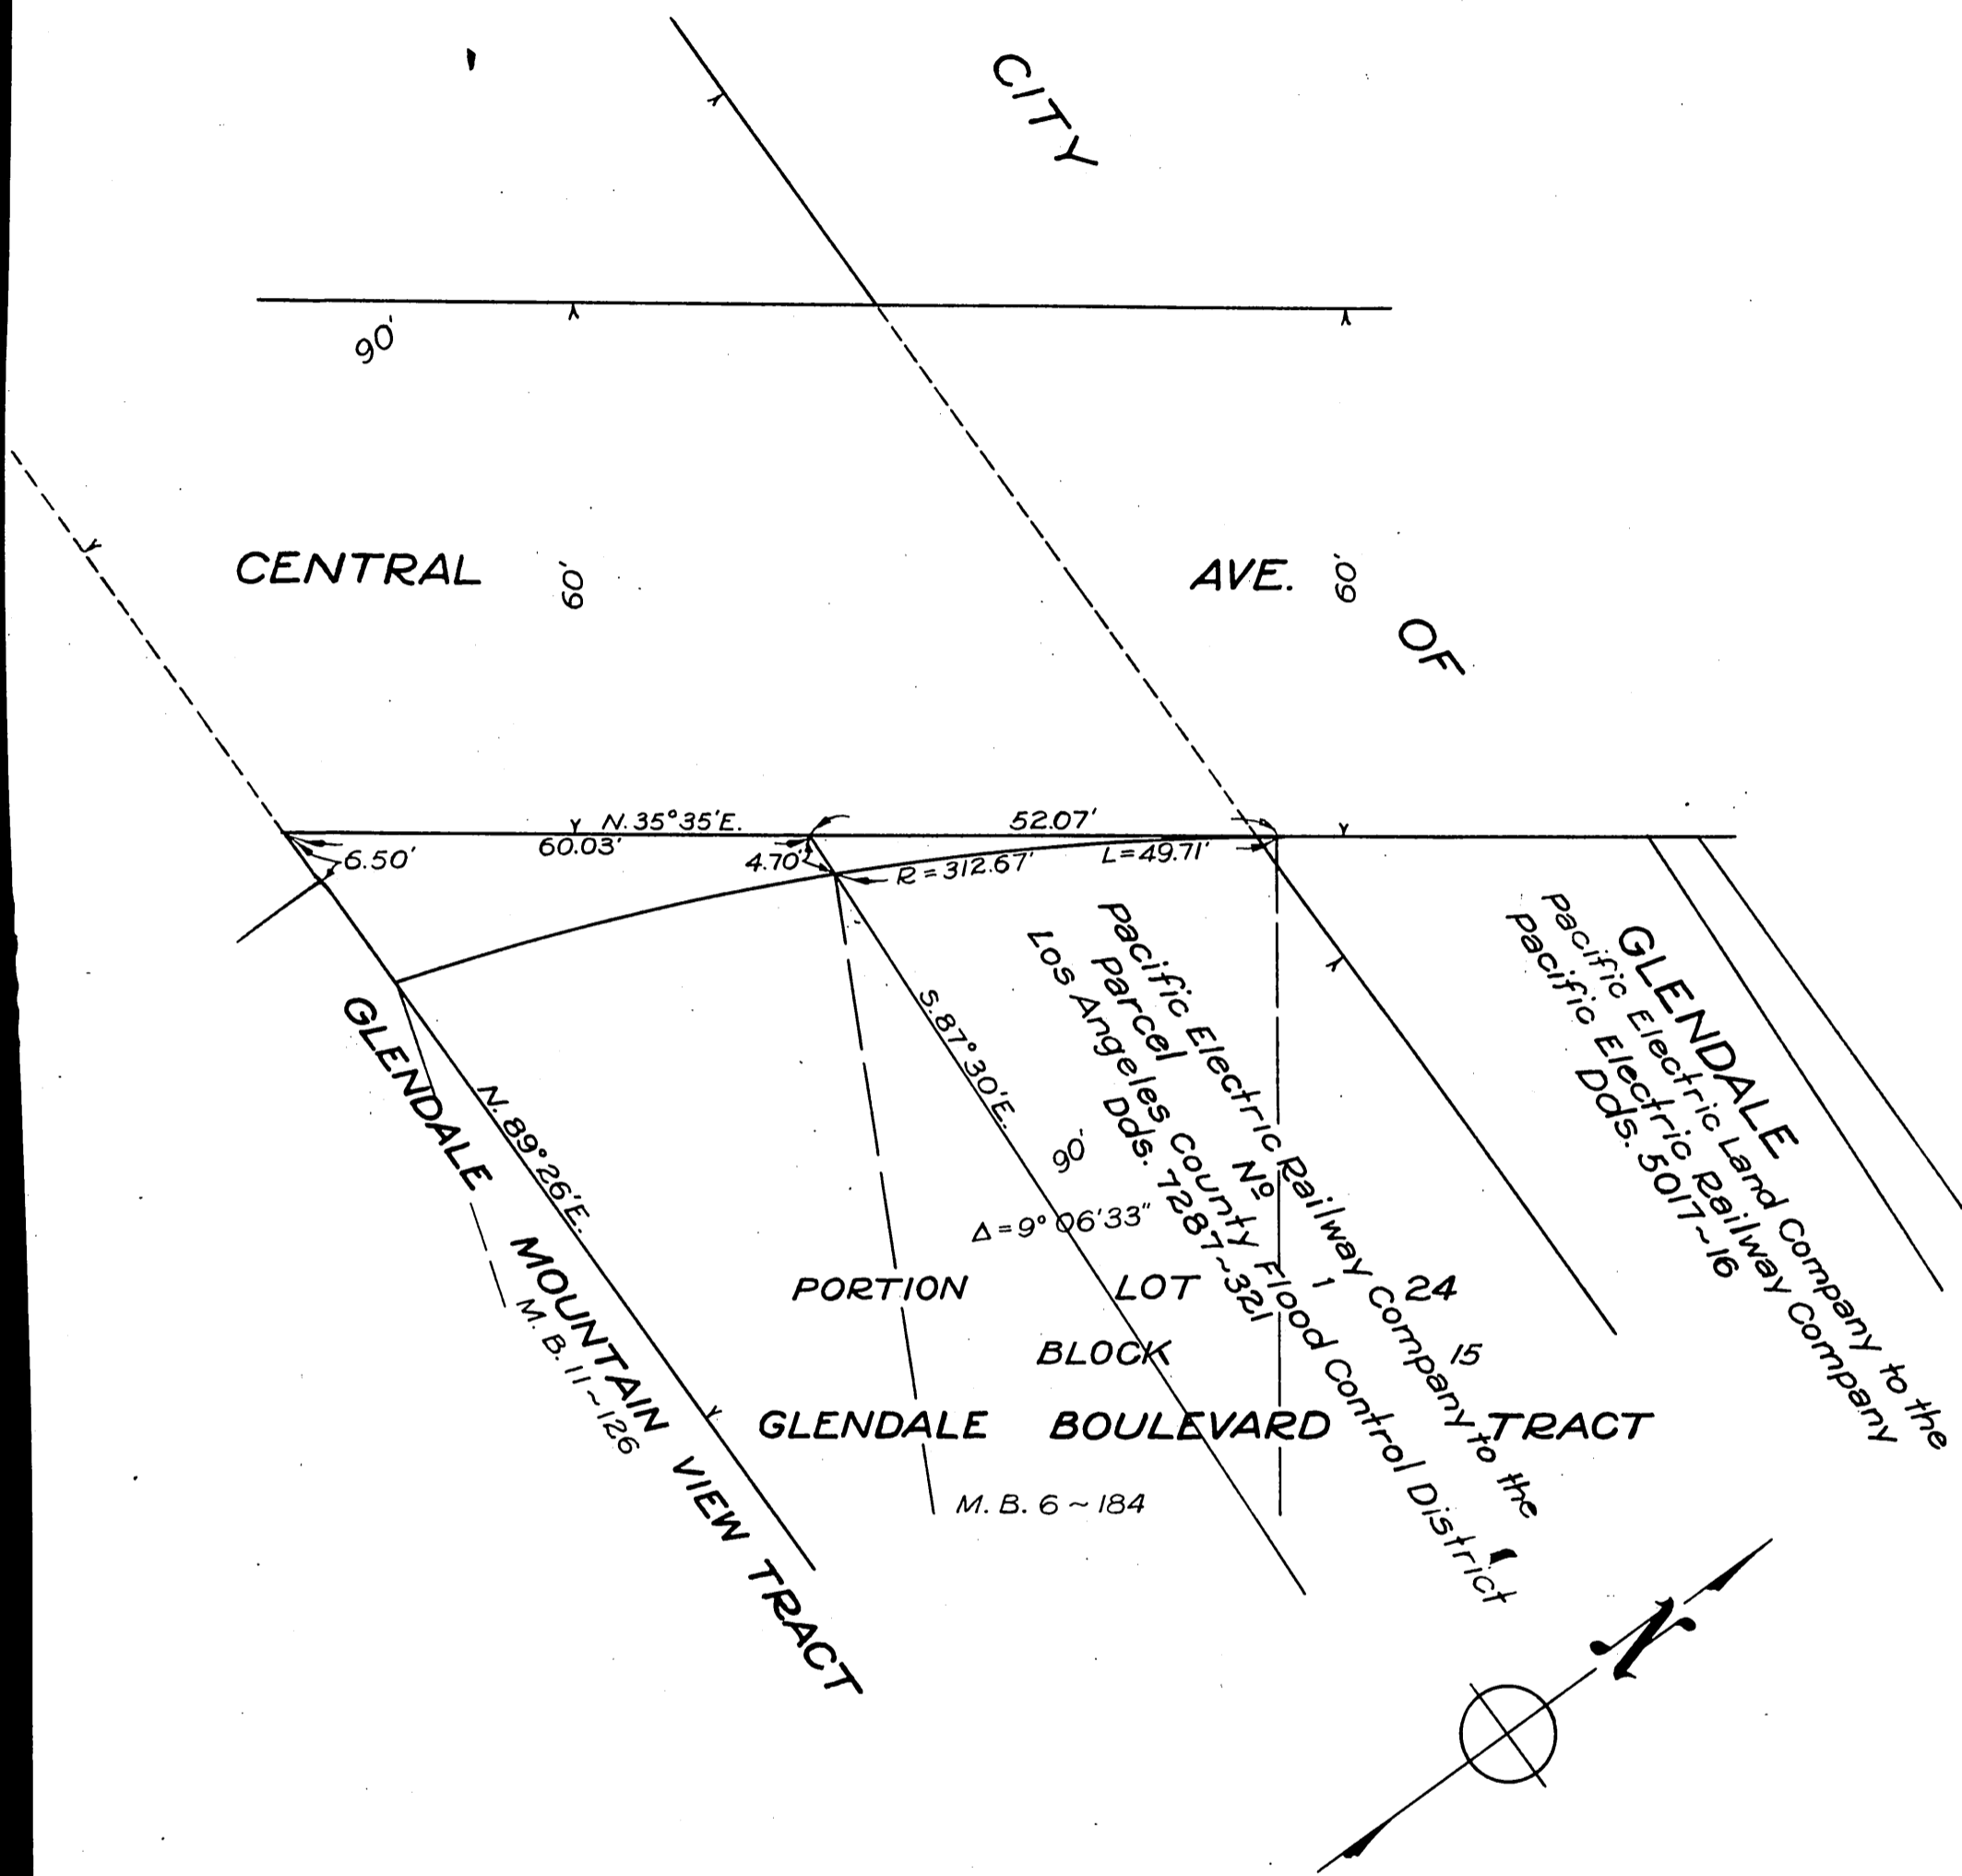 CITY
90'
CENTRAL
60'
AVE.
60'
OF
N. 35° 35' E.
52.07'
60.03'
6.50'
4.70'
R = 312.67'
L = 49.71'
GLENDALE MOUNTAIN VIEW TRACT
M. B. 11 ~ 126
N. 89° 26' E.
S. 87° 30' E.
90'
Δ = 9° 06' 33"
Pacific Electric Railway Company to the
Parcel Nº 1
Los Angeles County Flood Control District
Dds. 7287 ~ 321
GLENDALE
Pacific Electric Land Company to the
Pacific Electric Railway Company
Dds. 5017 ~ 16
PORTION LOT 24
BLOCK 15
GLENDALE BOULEVARD TRACT
M. B. 6 ~ 184
N